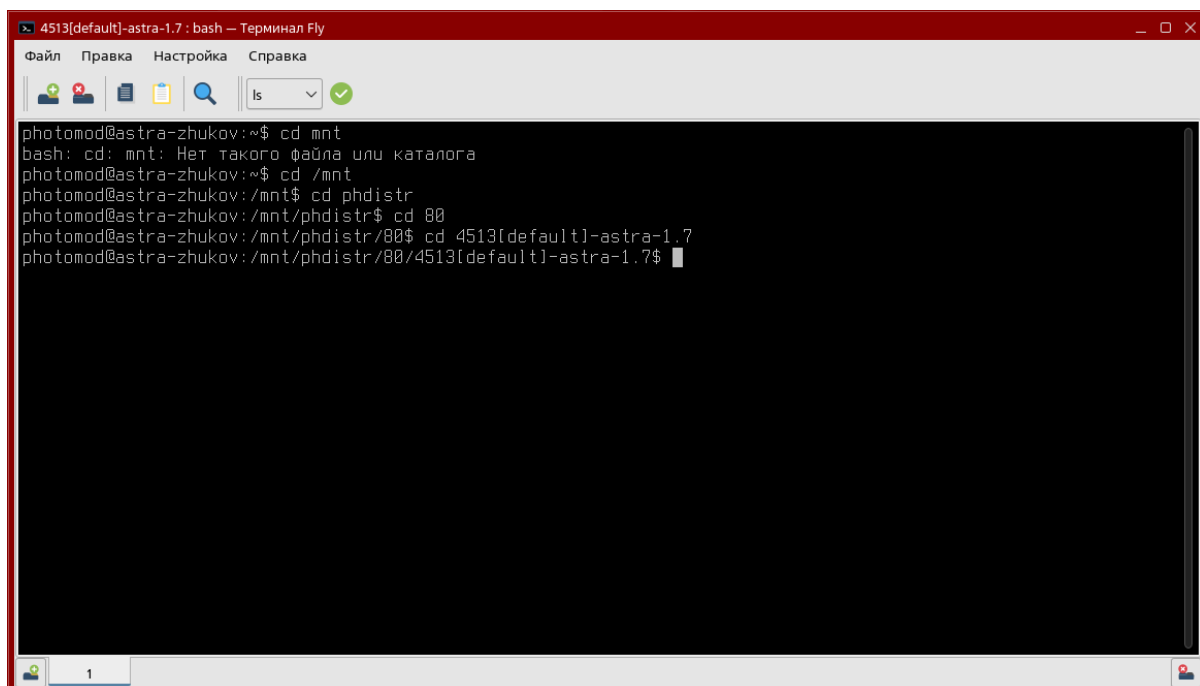 4513[default]-astra-1.7 : bash — Терминал Fly
Файл Правка Настройка Справка
ls
photomod@astra-zhukov:~$ cd mnt
bash: cd: mnt: Нет такого файла или каталога
photomod@astra-zhukov:~$ cd /mnt
photomod@astra-zhukov:/mnt$ cd phdistr
photomod@astra-zhukov:/mnt/phdistr$ cd 80
photomod@astra-zhukov:/mnt/phdistr/80$ cd 4513[default]-astra-1.7
photomod@astra-zhukov:/mnt/phdistr/80/4513[default]-astra-1.7$
1